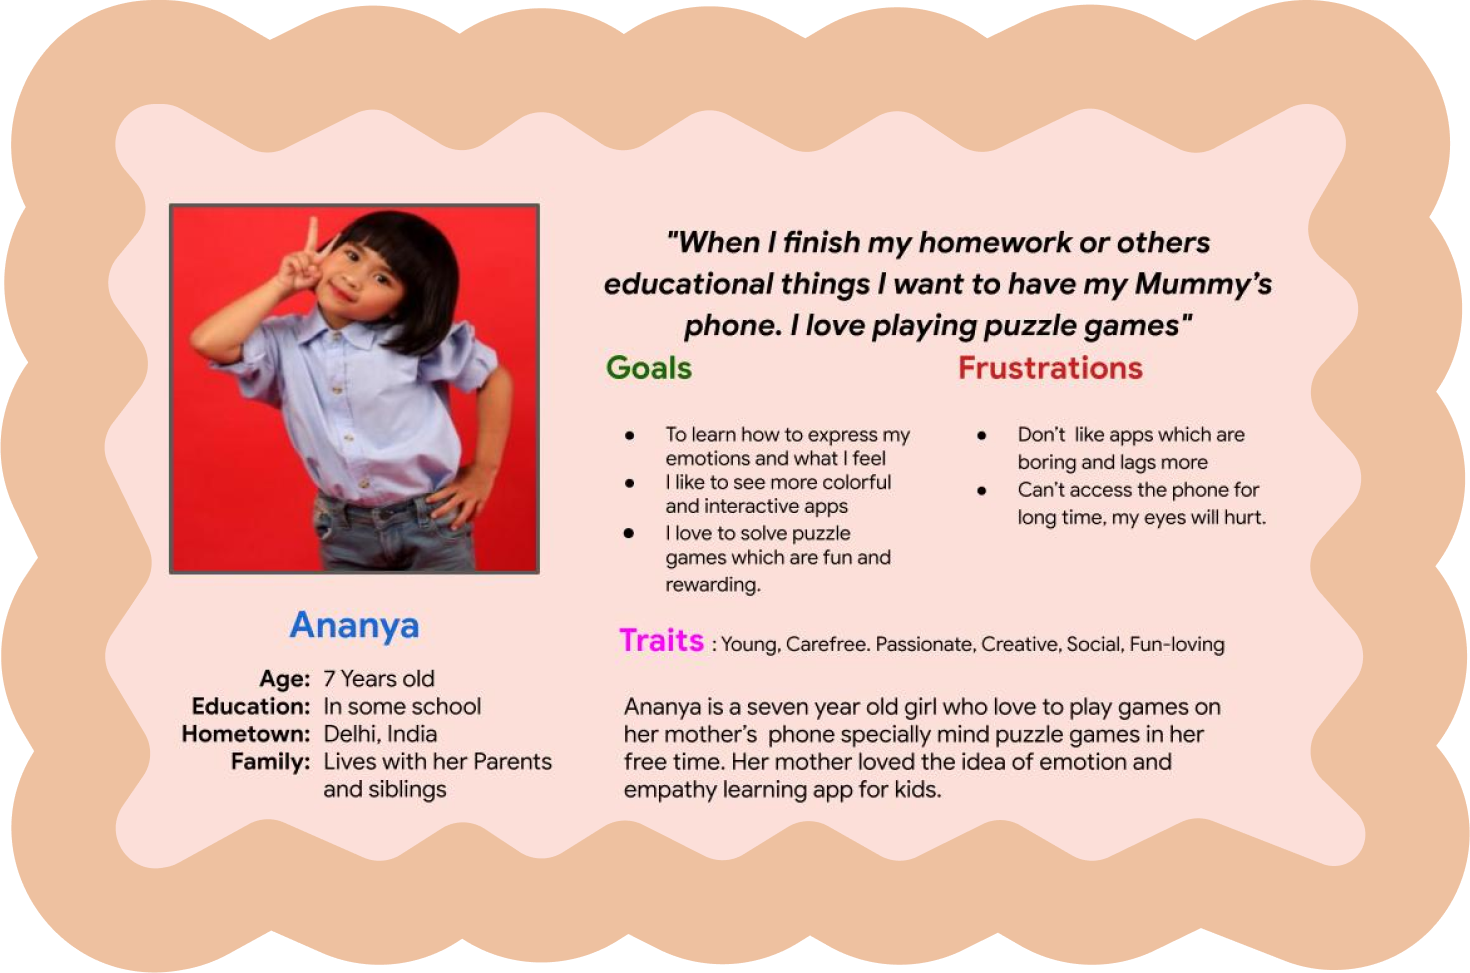 "When I finish my homework or others
educational things I want to have my Mummy’s
phone. I love playing puzzle games"
Goals
● To learn how to express my
emotions and what I feel
● I like to see more colorful
and interactive apps
● I love to solve puzzle
games which are fun and
rewarding.
Frustrations
● Don’t  like apps which are
boring and lags more
● Can’t access the phone for
long time, my eyes will hurt.
Ananya
Age: 7 Years old
Education: In some school
Hometown: Delhi, India
Family: Lives with her Parents
and siblings
Traits : Young, Carefree. Passionate, Creative, Social, Fun-loving
Ananya is a seven year old girl who love to play games on
her mother’s  phone specially mind puzzle games in her
free time. Her mother loved the idea of emotion and
empathy learning app for kids.